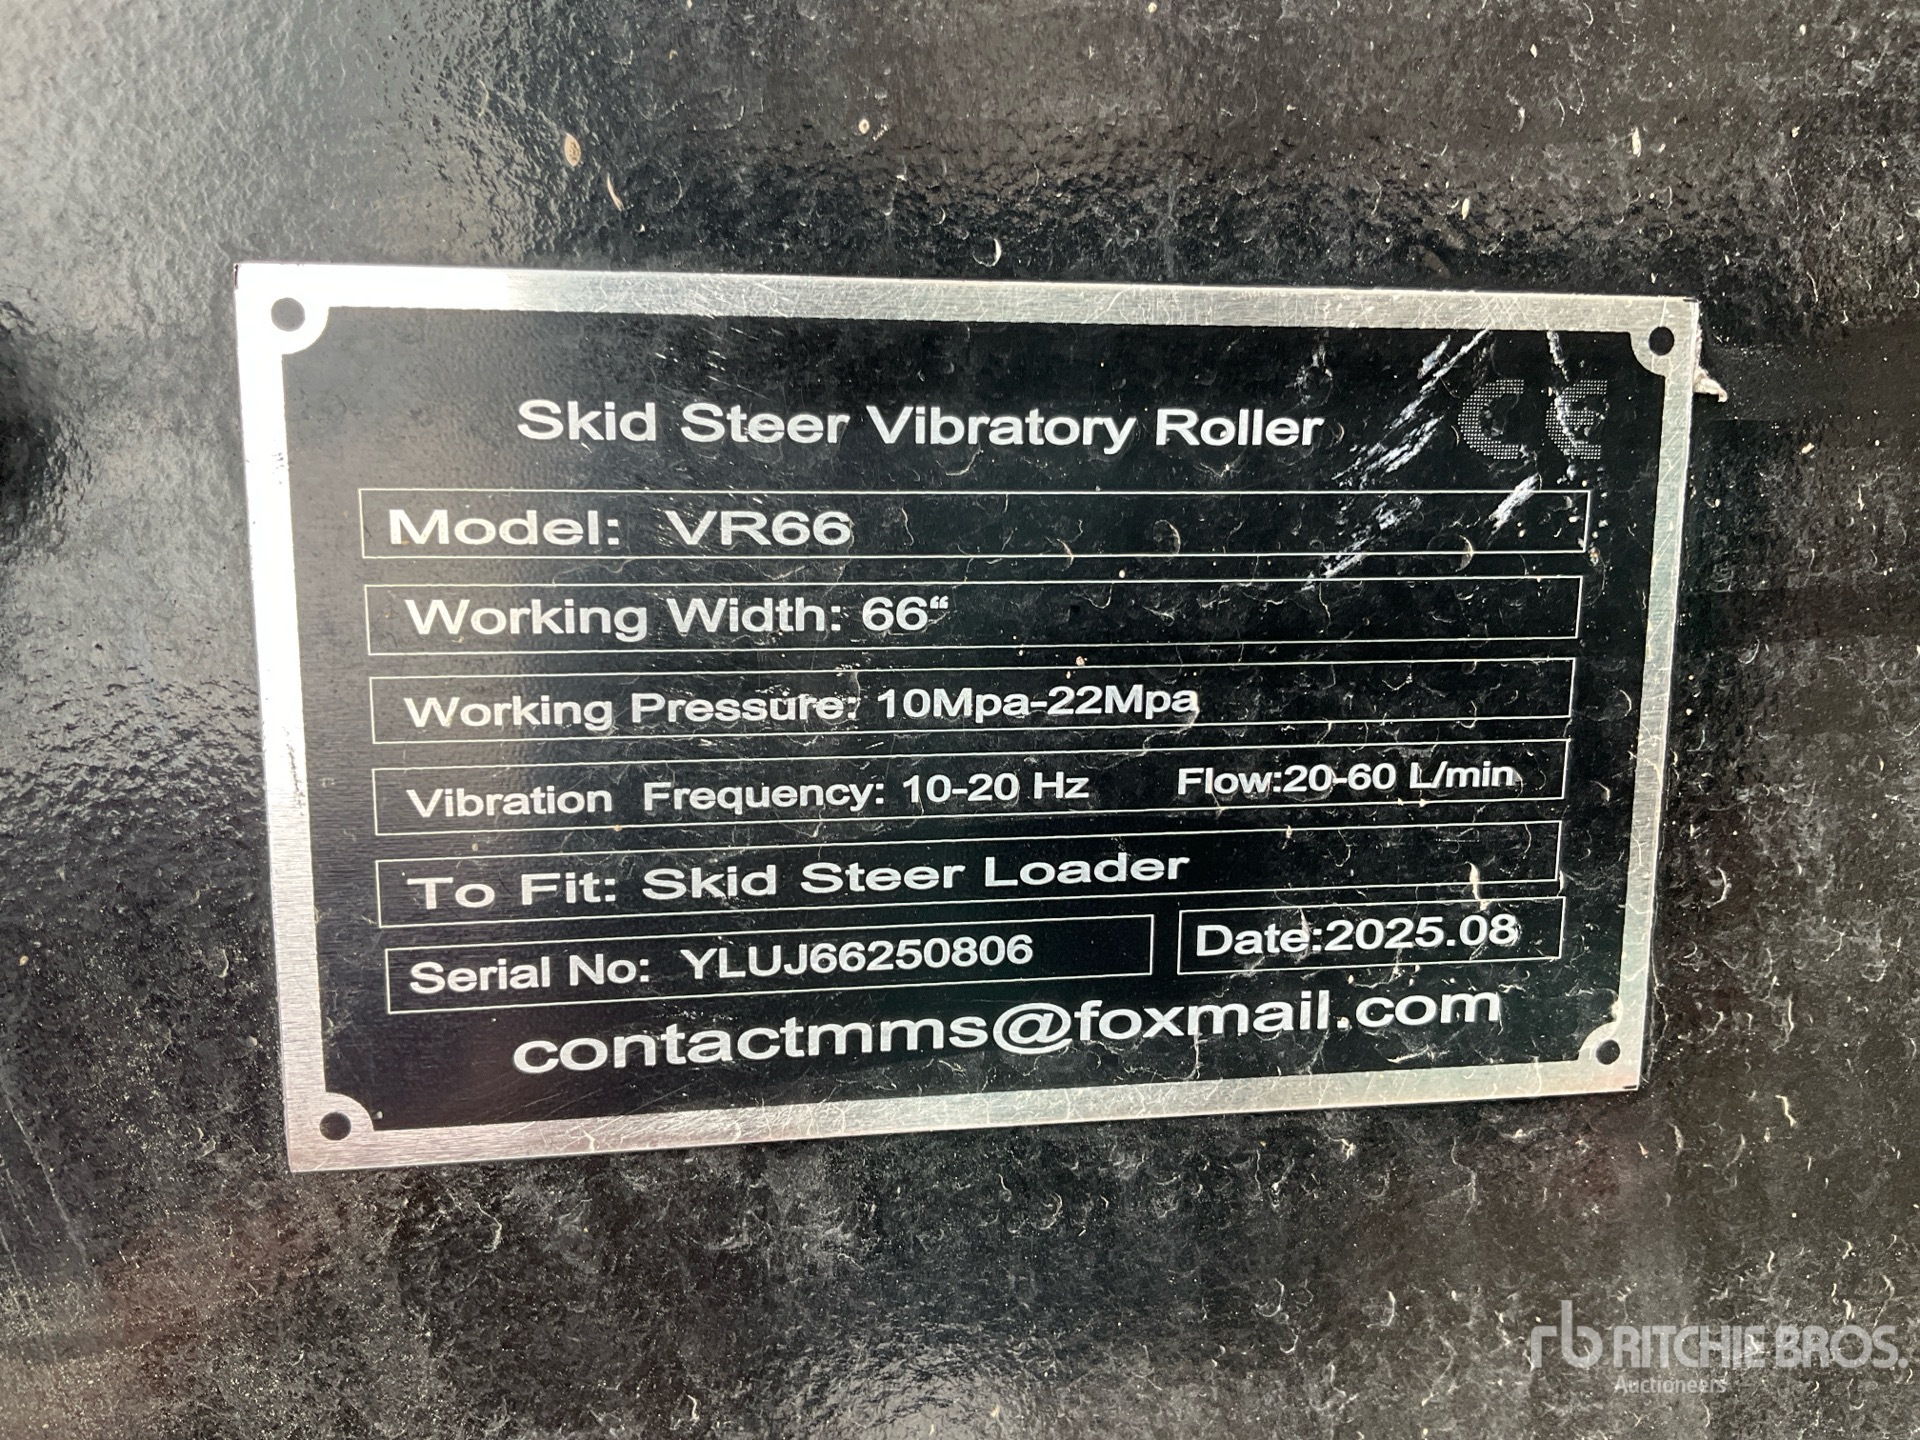 Skid Steer Vibratory Roller CE
Model: VR66
Working Width: 66“
Working Pressure: 10Mpa-22Mpa
Vibration Frequency: 10-20 Hz Flow:20-60 L/min
To Fit: Skid Steer Loader
Serial No: YLUJ66250806 Date:2025.08
contactmms@foxmail.com
rb RITCHIE BROS.
Auctioneers